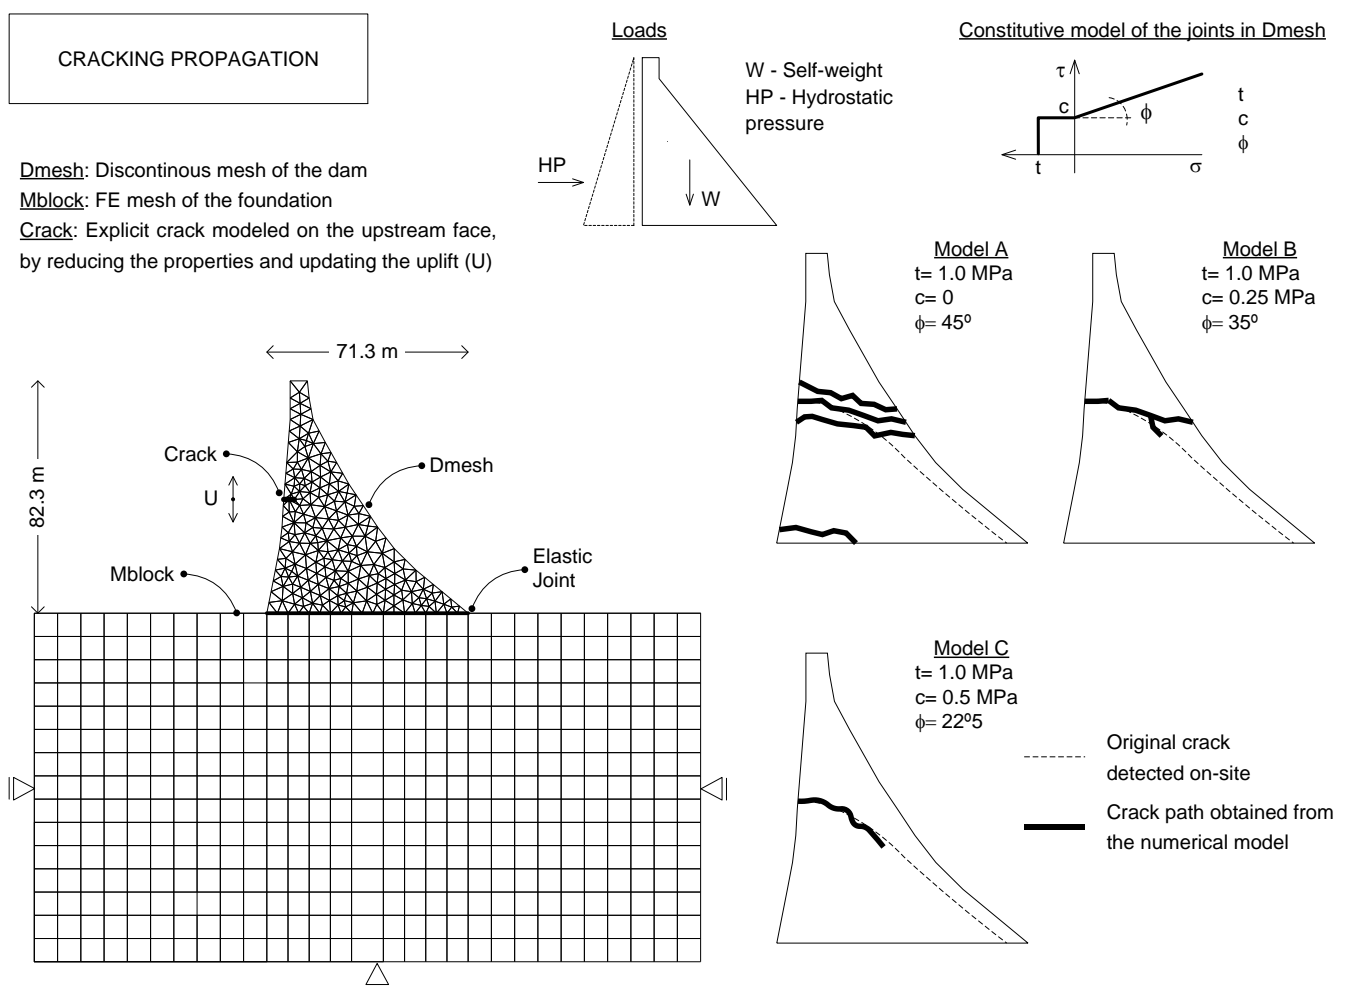 CRACKING PROPAGATION
Dmesh: Discontinous mesh of the dam
Mblock: FE mesh of the foundation
Crack: Explicit crack modeled on the upstream face,
by reducing the properties and updating the uplift (U)
Loads
W - Self-weight
HP - Hydrostatic
pressure
HP
W
Constitutive model of the joints in Dmesh
τ
c
ϕ
t
σ
t
c
ϕ
71.3 m
82.3 m
Crack
U
Dmesh
Mblock
Elastic
Joint
Model A
t= 1.0 MPa
c= 0
ϕ= 45º
Model B
t= 1.0 MPa
c= 0.25 MPa
ϕ= 35º
Model C
t= 1.0 MPa
c= 0.5 MPa
ϕ= 22º5
Original crack
detected on-site
Crack path obtained from
the numerical model